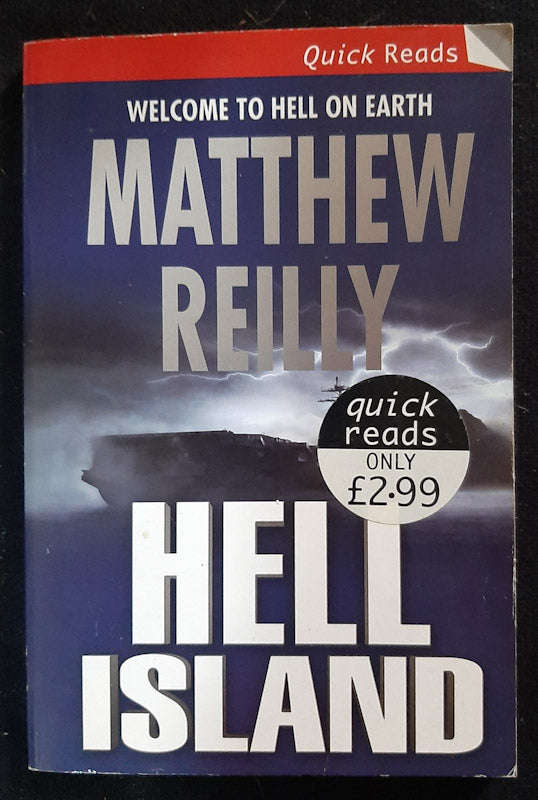 Quick Reads
WELCOME TO HELL ON EARTH
MATTHEW
REILLY
quick
reads
ONLY
£2.99
HELL
ISLAND